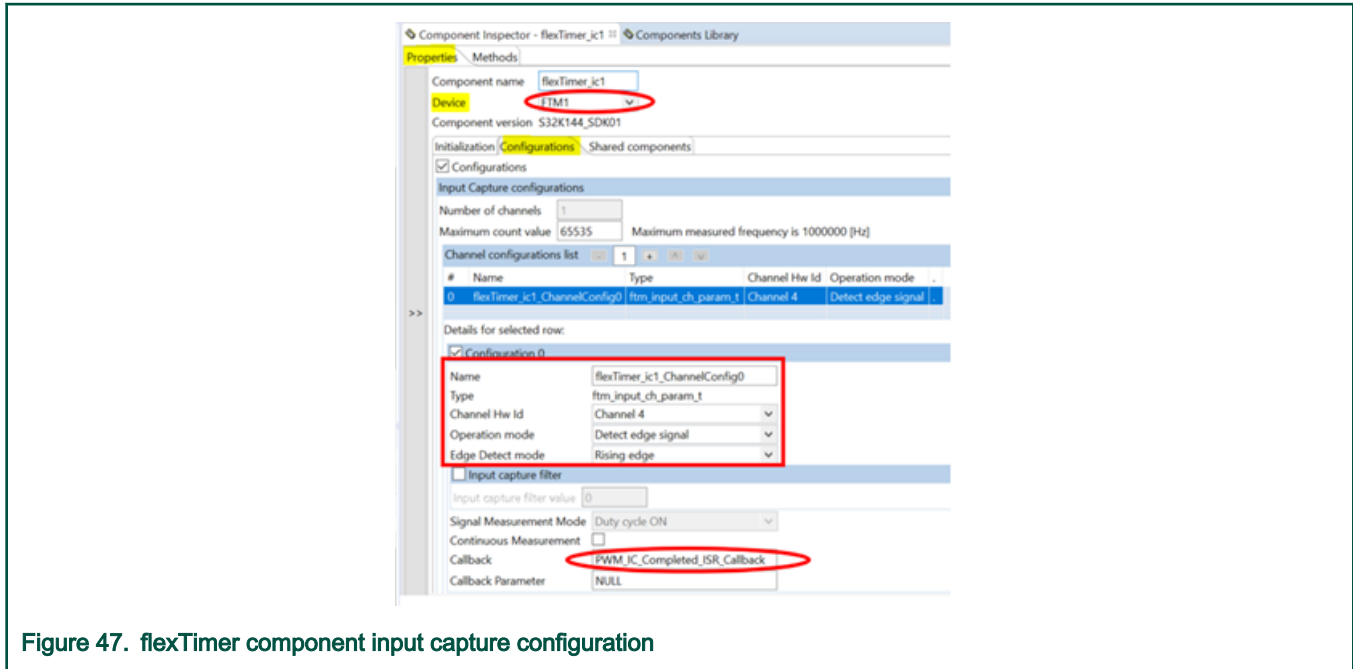 Component Inspector - flexTimer_ic1 Components Library
Properties Methods
Component name flexTimer_ic1
Device FTM1
Component version S32K144_SDK01
Initialization Configurations Shared components
Configurations
Input Capture configurations
Number of channels 1
Maximum count value 65535 Maximum measured frequency is 1000000 [Hz]
Channel configurations list - 1 + ^ v
# Name Type Channel Hw Id Operation mode .
0 flexTimer_ic1_ChannelConfig0 ftm_input_ch_param_t Channel 4 Detect edge signal .
>>
Details for selected row:
Configuration 0
Name flexTimer_ic1_ChannelConfig0
Type ftm_input_ch_param_t
Channel Hw Id Channel 4
Operation mode Detect edge signal
Edge Detect mode Rising edge
Input capture filter
Input capture filter value 0
Signal Measurement Mode Duty cycle ON
Continuous Measurement
Callback PWM_IC_Completed_ISR_Callback
Callback Parameter NULL
Figure 47. flexTimer component input capture configuration